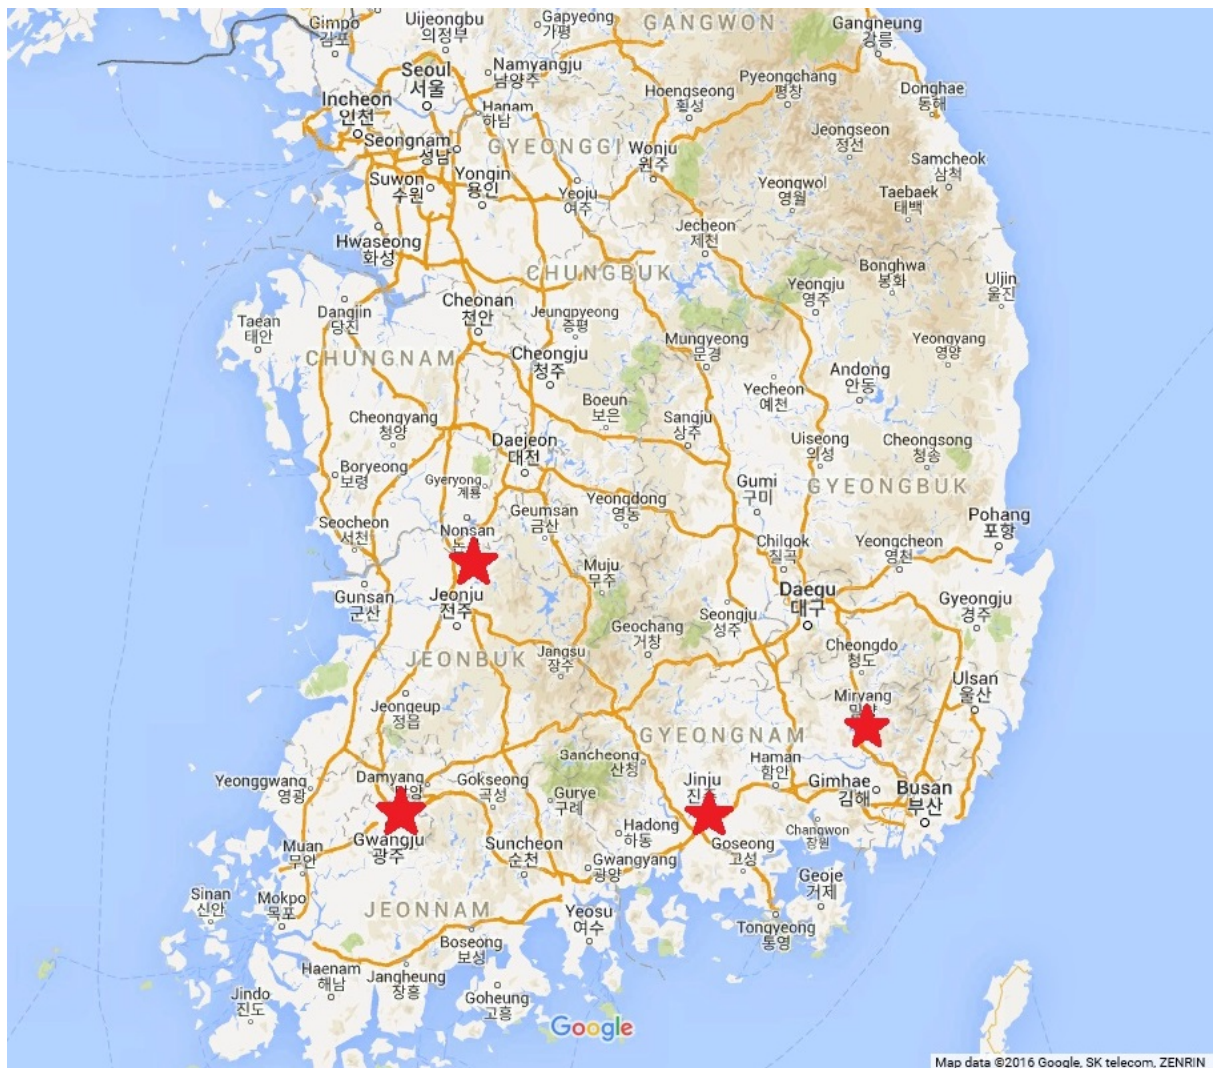 Gimpo
김포
Uijeongbu
의정부
Gapyeong
가평
GANGWON
Gangneung
강릉
Seoul
서울
Namyangju
남양주
Pyeongchang
평창
Hoengseong
횡성
Donghae
동해
Incheon
인천
Hanam
하남
Jeongseon
정선
Seongnam
성남
GYEONGGI
Wonju
원주
Samcheok
삼척
Suwon
수원
Yongin
용인
Yeoju
여주
Yeongwol
영월
Taebaek
태백
Hwaseong
화성
Jecheon
제천
CHUNGBUK
Bonghwa
봉화
Uljin
울진
Yeongju
영주
Cheonan
천안
Dangjin
당진
Jeungpyeong
증평
Taean
태안
Mungyeong
문경
Yeongyang
영양
CHUNGNAM
Cheongju
청주
Andong
안동
Yecheon
예천
Boeun
보은
Cheongyang
청양
Sangju
상주
Daejeon
대전
Uiseong
의성
Cheongsong
청송
Boryeong
보령
Gyeryong
계룡
Gumi
구미
GYEONGBUK
Yeongdong
영동
Geumsan
금산
Pohang
포항
Seocheon
서천
Nonsan
Chilgok
칠곡
Yeongcheon
영천
Muju
무주
Daegu
대구
Gunsan
군산
Jeonju
전주
Gyeongju
경주
Seongju
성주
Geochang
거창
Cheongdo
청도
JEONBUK
Jangsu
장수
Ulsan
울산
Miryang
Jeongeup
정읍
GYEONGNAM
Sancheong
산청
Haman
함안
Yeonggwang
영광
Damyang
Gokseong
곡성
Jinju
Gimhae
김해
Busan
부산
Gurye
구례
Hadong
하동
Changwon
창원
Gwangju
광주
Muan
무안
Suncheon
순천
Goseong
고성
Gwangyang
광양
Geoje
거제
Sinan
신안
Mokpo
목포
JEONNAM
Yeosu
여수
Tongyeong
통영
Boseong
보성
Haenam
해남
Jangheung
장흥
Jindo
진도
Goheung
고흥
Google
Map data ©2016 Google, SK telecom, ZENRIN